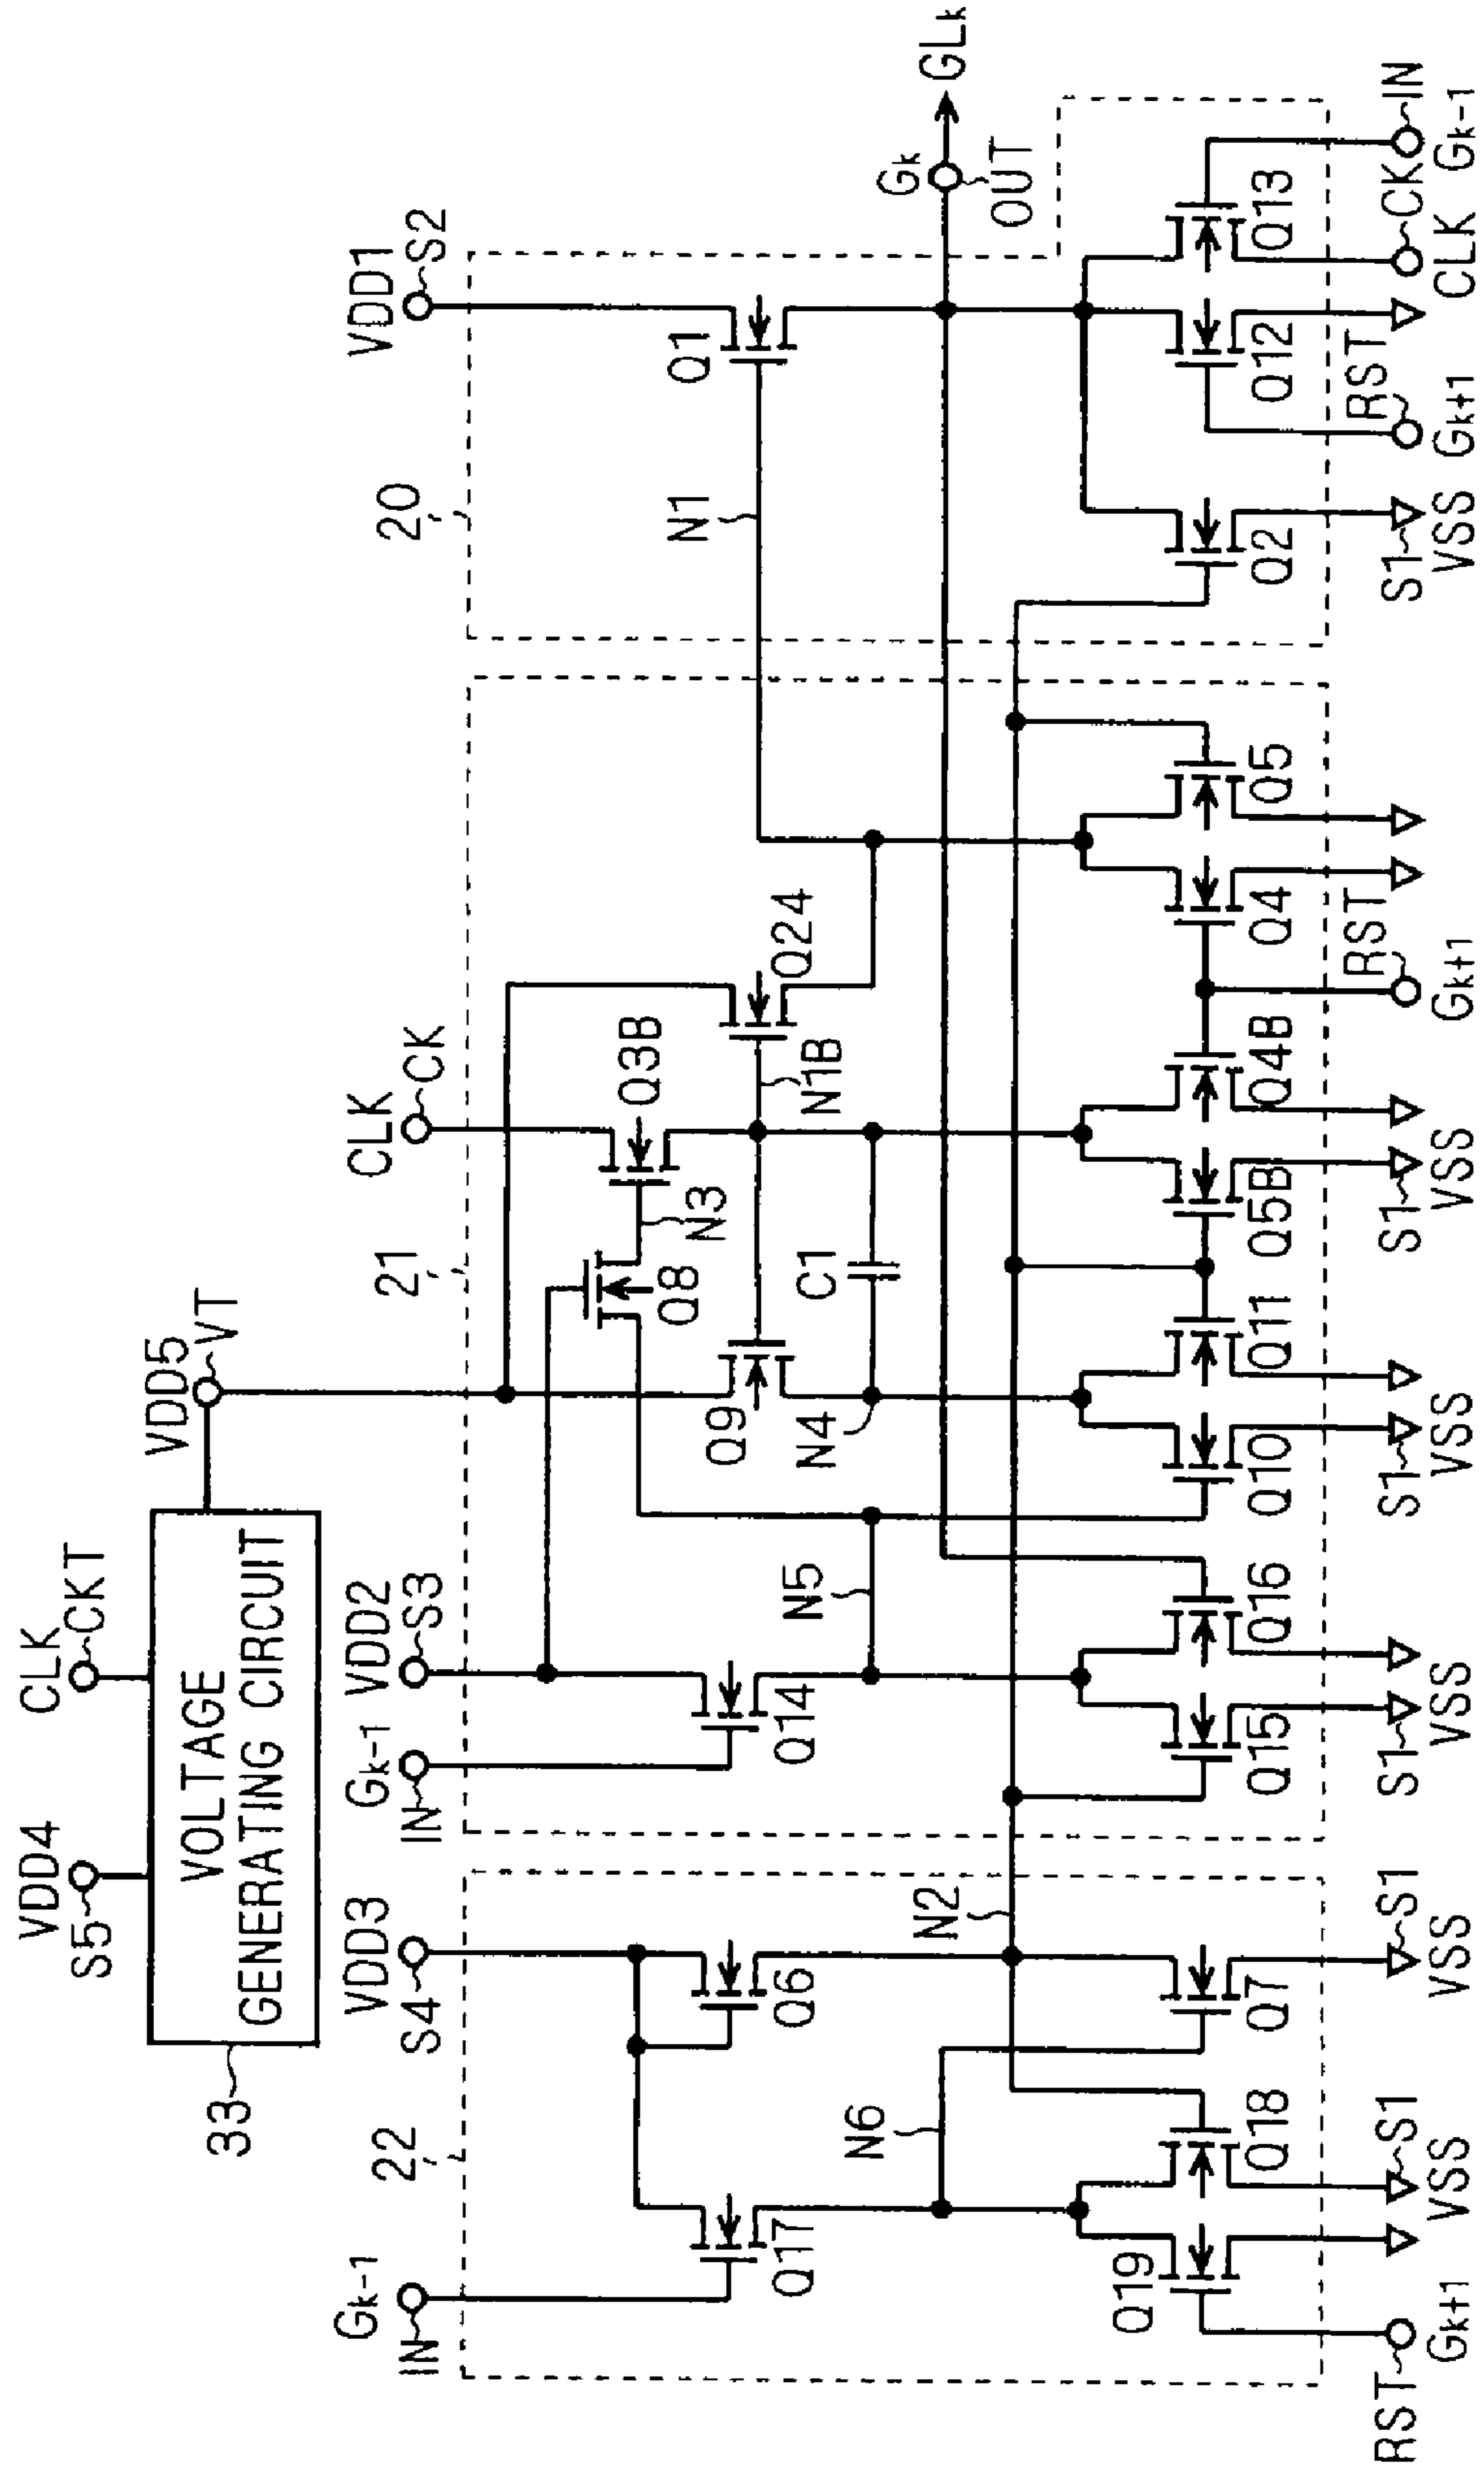 VDD4
CLK
S5
CKT
33
VOLTAGE
GENERATING CIRCUIT
VDD5
VT
Gk-1
IN
VDD3
S4
Gk-1
IN
VDD2
S3
CLK
CK
VDD1
S2
22
21
20
Q17
Q6
Q14
Q8
N3
Q3B
Q9
N1B
Q24
N1
Q1
N6
N2
N5
N4
C1
Gk
OUT
GLk
Q19
Q18
Q7
Q15
Q16
Q10
Q11
Q5B
Q4B
Q4
Q5
Q2
Q12
Q13
RST
Gk+1
S1
VSS
S1
VSS
S1
VSS
S1
VSS
S1
VSS
RST
Gk+1
S1
VSS
RST
Gk+1
CK
CLK
IN
Gk-1